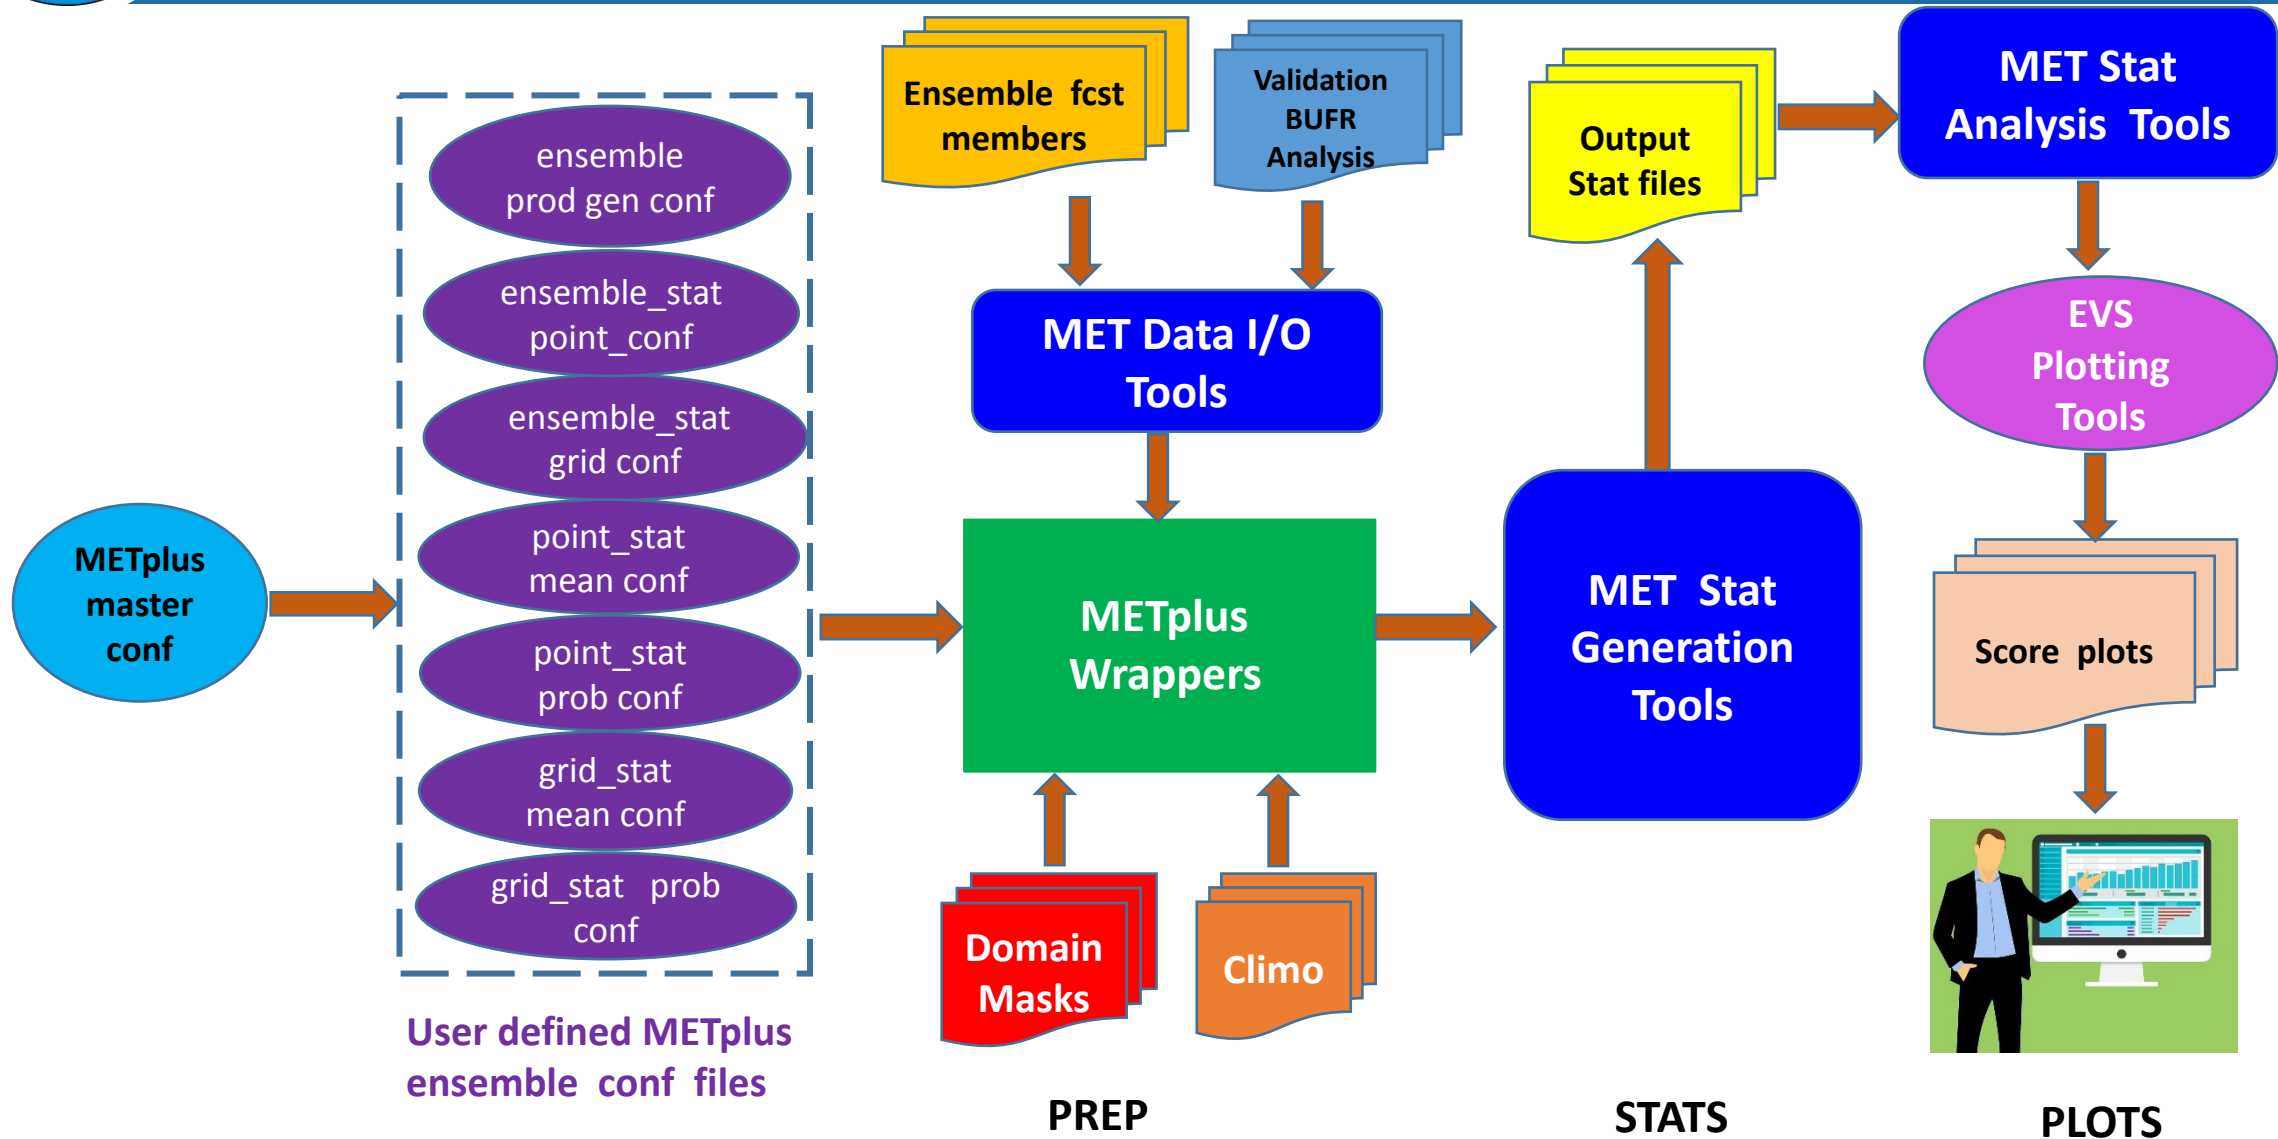 METplus
master
conf
ensemble
prod gen conf
ensemble_stat
point_conf
ensemble_stat
grid conf
point_stat
mean conf
point_stat
prob conf
grid_stat
mean conf
grid_stat prob
conf
User defined METplus
ensemble conf files
Ensemble fcst
members
Validation
BUFR
Analysis
MET Data I/O
Tools
METplus
Wrappers
Domain
Masks
Climo
PREP
Output
Stat files
MET Stat
Generation
Tools
STATS
MET Stat
Analysis Tools
EVS
Plotting
Tools
Score plots
PLOTS